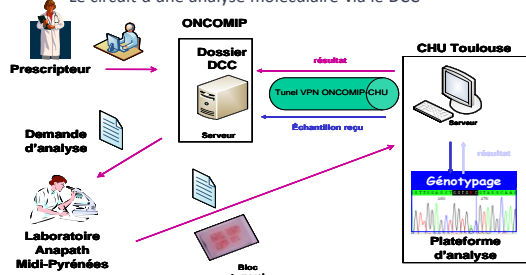 Le circuit d'une analyse moléculaire via le DCC
ONCOMIP
Prescripteur
Dossier
DCC
Serveur
résultat
Tunel VPN ONCOMIP-CHU
Échantillon reçu
CHU Toulouse
Serveur
résultat
Génotypage
Plateforme
d'analyse
Demande
d'analyse
Laboratoire
Anapath
Midi-Pyrénées
Bloc